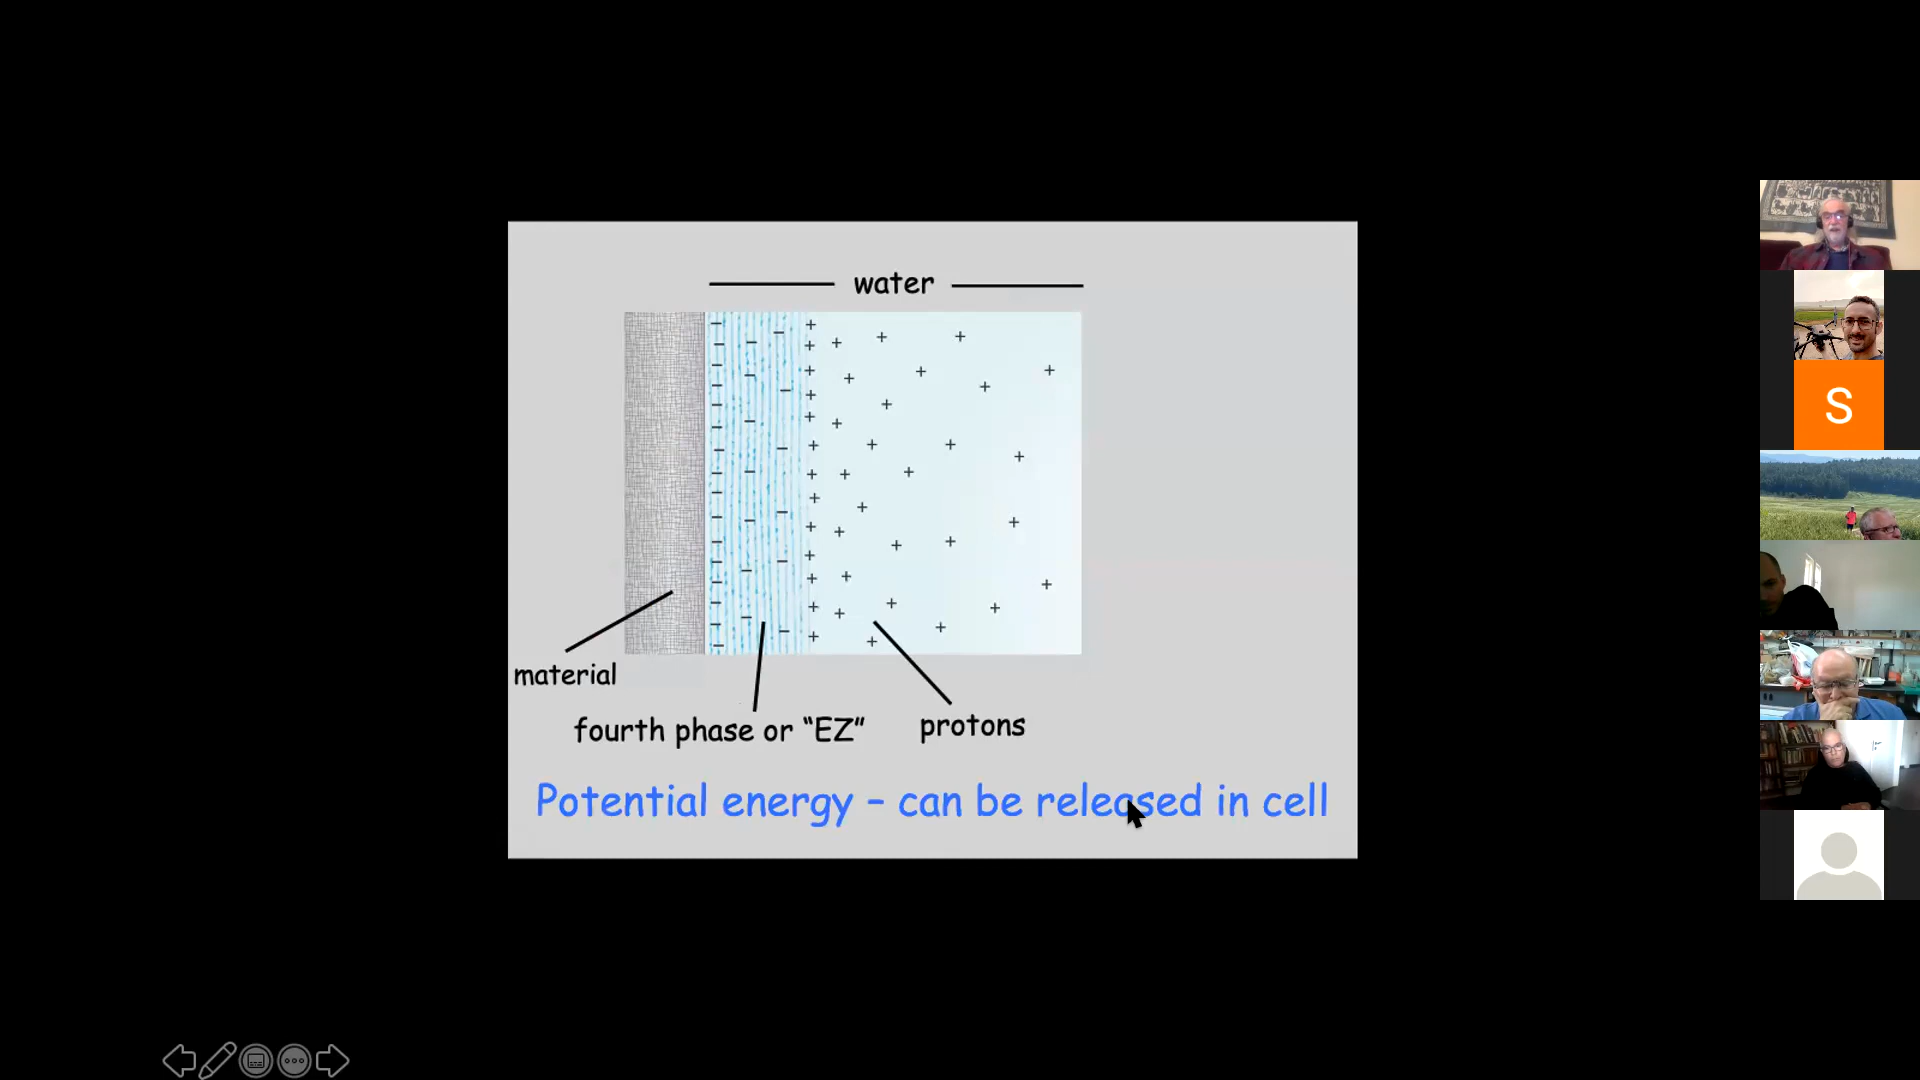 water
material
fourth phase or “EZ”
protons
Potential energy – can be released in cell
S